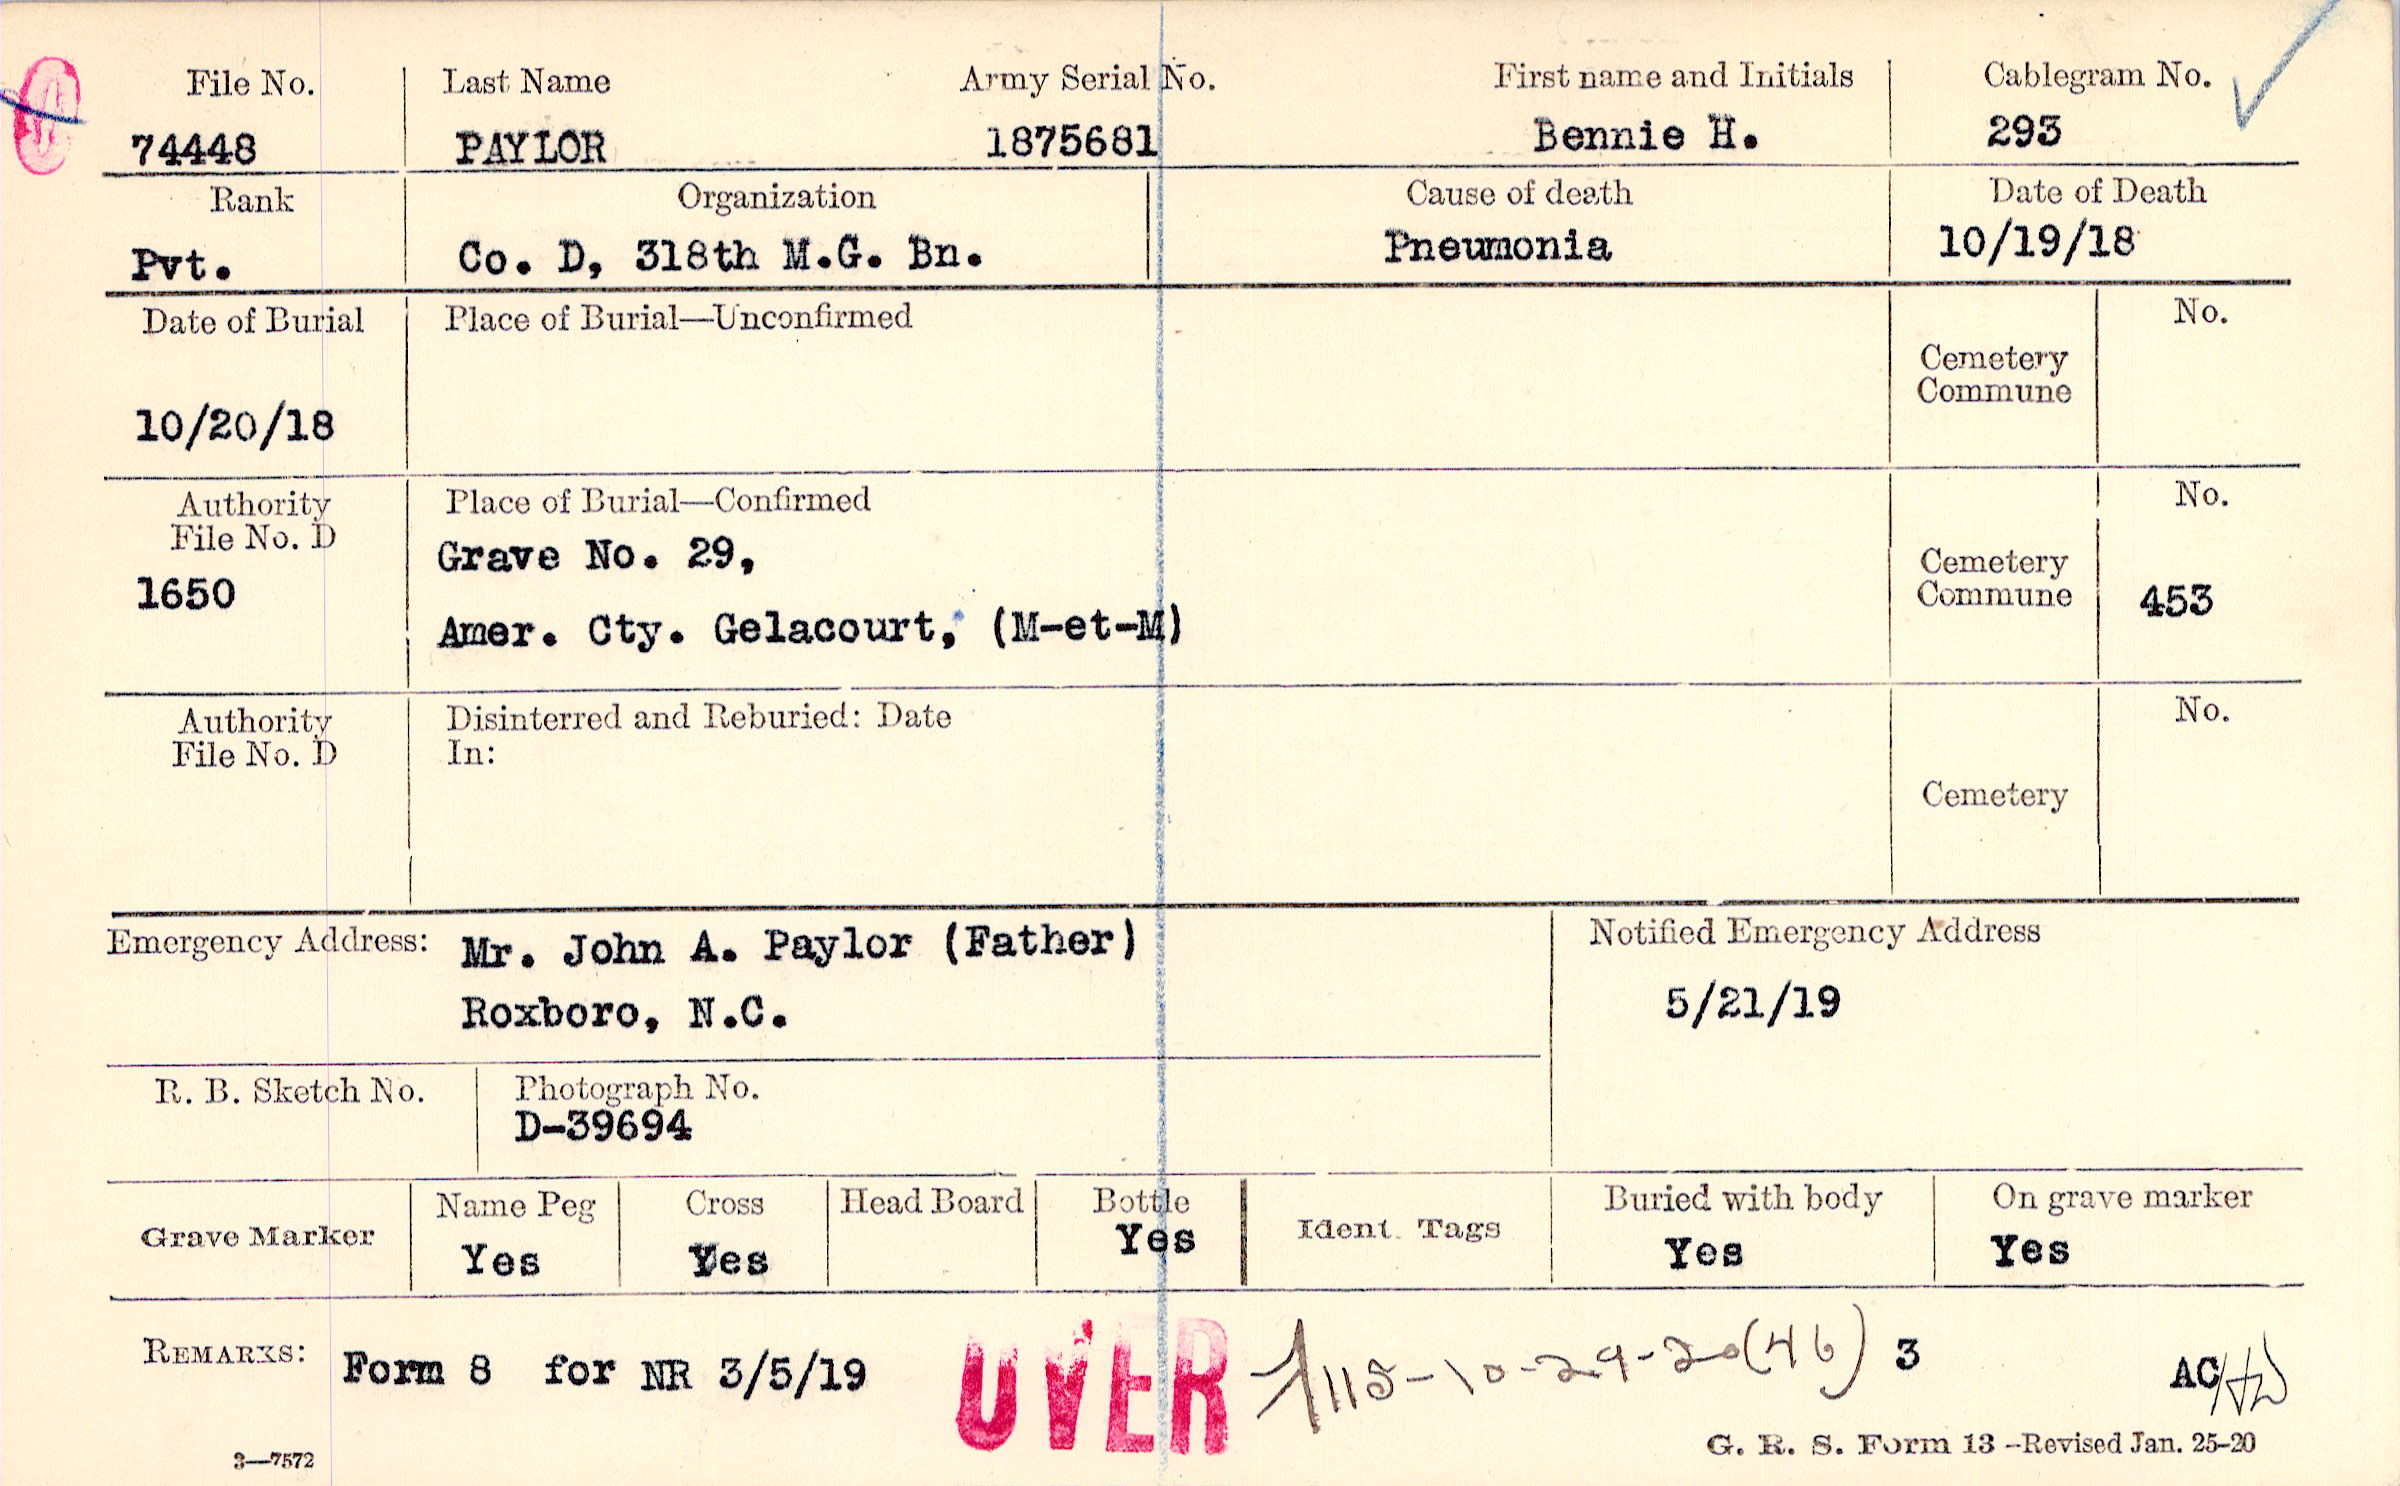 File No. Last Name Army Serial No. First name and Initials Cablegram No.
74448 PAYLOR 1875681 Bennie H. 293
Rank Organization Cause of death Date of Death
Pvt. Co. D, 318th M.G. Bn. Pneumonia 10/19/18
Date of Burial Place of Burial—Unconfirmed No.
Cemetery
Commune
10/20/18
Authority Place of Burial—Confirmed No.
File No. D
Grave No. 29,
1650 Cemetery
Commune 453
Amer. Cty. Gelacourt, (M-et-M)
Authority Disinterred and Reburied: Date No.
File No. D In:
Cemetery
Emergency Address: Mr. John A. Paylor (Father) Notified Emergency Address
Roxboro, N.C. 5/21/19
R. B. Sketch No. Photograph No.
D-39694
Grave Marker Name Peg Cross Head Board Bottle Ident. Tags Buried with body On grave marker
Yes Yes Yes Yes Yes
REMARKS: Form 8 for NR 3/5/19 OVER 115-10-29-20(46) 3 AC
3—7572 G. R. S. Form 13 -Revised Jan. 25-20